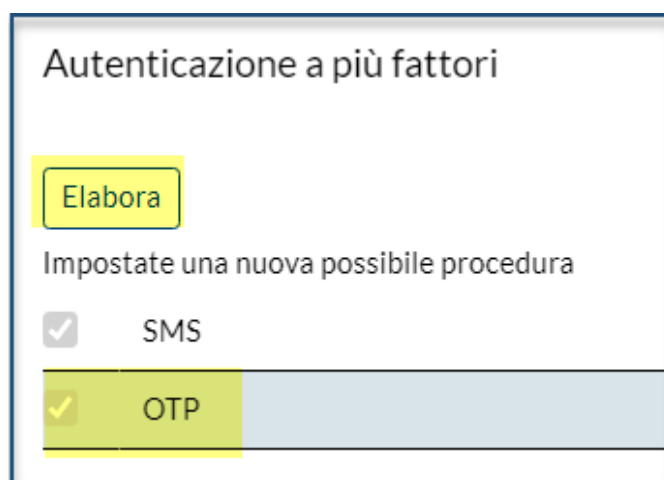 Autenticazione a più fattori
Elabora
Impostate una nuova possibile procedura
SMS
OTP